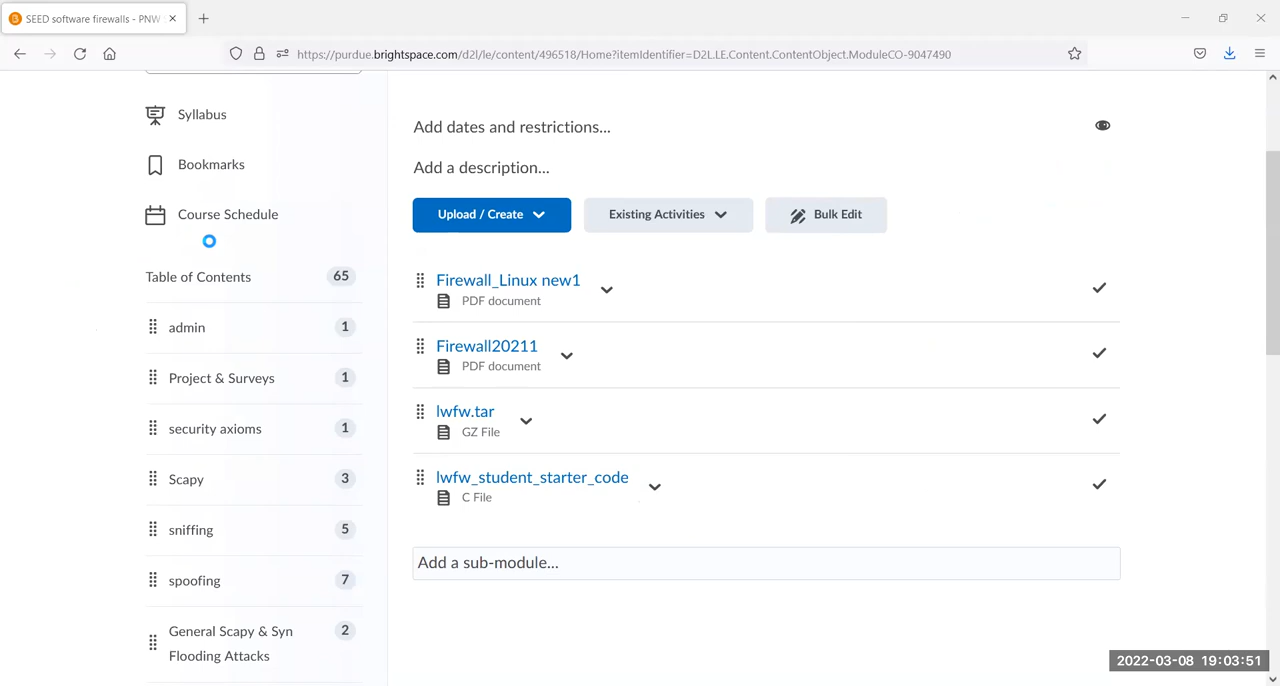 SEED software firewalls - PNW
https://purdue.brightspace.com/d2l/le/content/496518/Home?itemIdentifier=D2L.LE.Content.ContentObject.ModuleCO-9047490
Syllabus
Bookmarks
Course Schedule
Table of Contents 65
admin 1
Project & Surveys 1
security axioms 1
Scapy 3
sniffing 5
spoofing 7
General Scapy & Syn 2
Flooding Attacks
Add dates and restrictions...
Add a description...
Upload / Create
Existing Activities
Bulk Edit
Firewall_Linux new1
PDF document
Firewall20211
PDF document
lwfw.tar
GZ File
lwfw_student_starter_code
C File
Add a sub-module...
2022-03-08 19:03:51